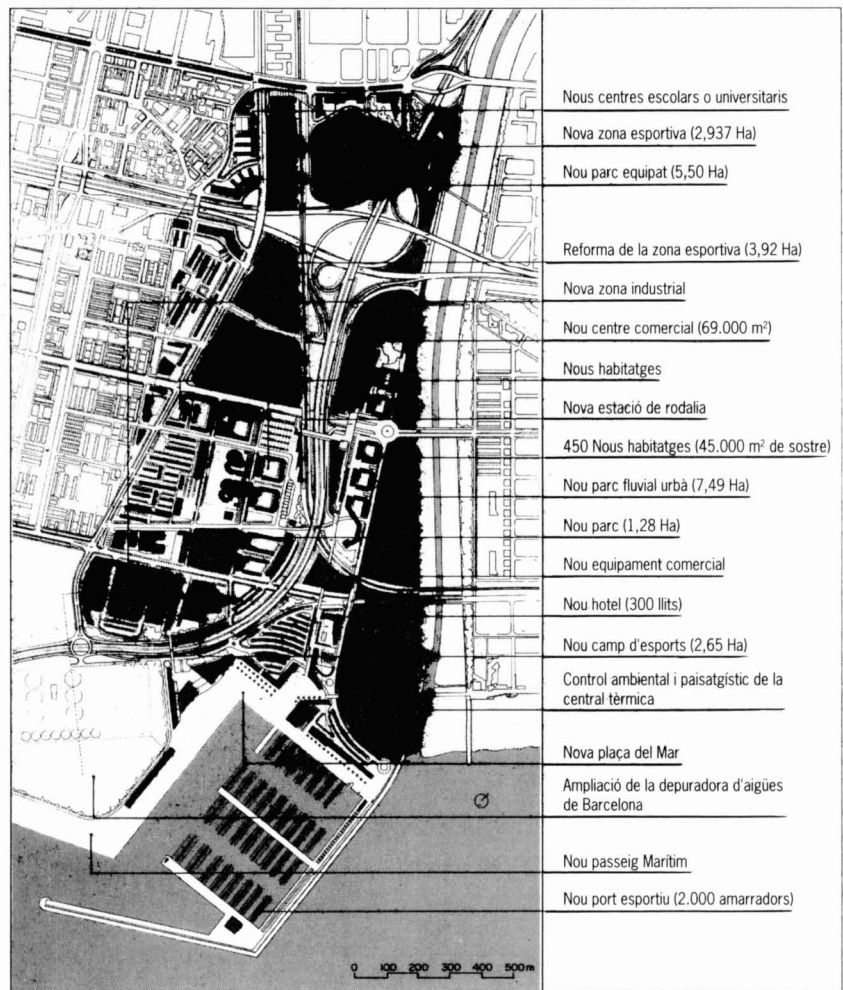 Nous centres escolars o universitaris
Nova zona esportiva (2,937 Ha)
Nou parc equipat (5,50 Ha)
Reforma de la zona esportiva (3,92 Ha)
Nova zona industrial
Nou centre comercial (69.000 m²)
Nous habitatges
Nova estació de rodalia
450 Nous habitatges (45.000 m² de sostre)
Nou parc fluvial urbà (7,49 Ha)
Nou parc (1,28 Ha)
Nou equipament comercial
Nou hotel (300 llits)
Nou camp d'esports (2,65 Ha)
Control ambiental i paisatgístic de la
central tèrmica
Nova plaça del Mar
Ampliació de la depuradora d'aigües
de Barcelona
Nou passeig Marítim
Nou port esportiu (2.000 amarradors)
0 100 200 300 400 500m